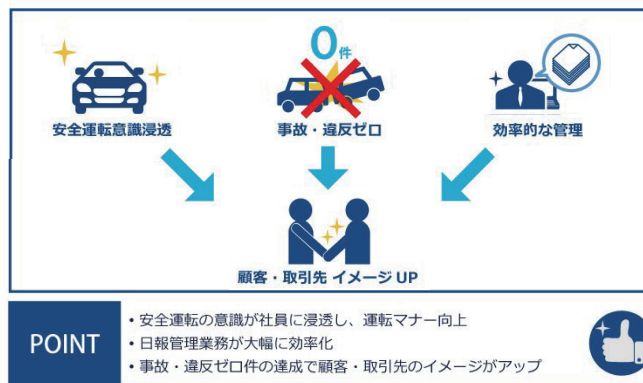 0件
安全運転意識浸透
事故・違反ゼロ
効率的な管理
顧客・取引先 イメージ UP
POINT
• 安全運転の意識が社員に浸透し、運転マナー向上
• 日報管理業務が大幅に効率化
• 事故・違反ゼロ件の達成で顧客・取引先のイメージがアップ